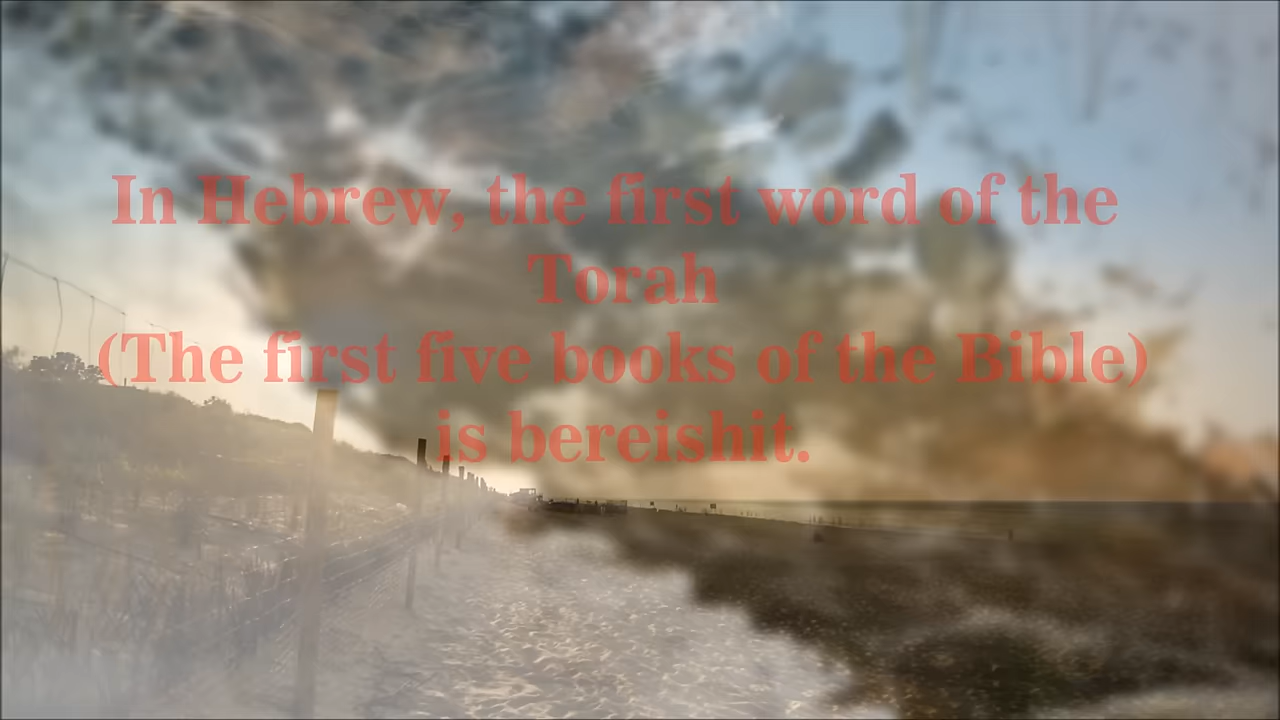 In Hebrew, the first word of the
Torah
(The first five books of the Bible)
is bereishit.